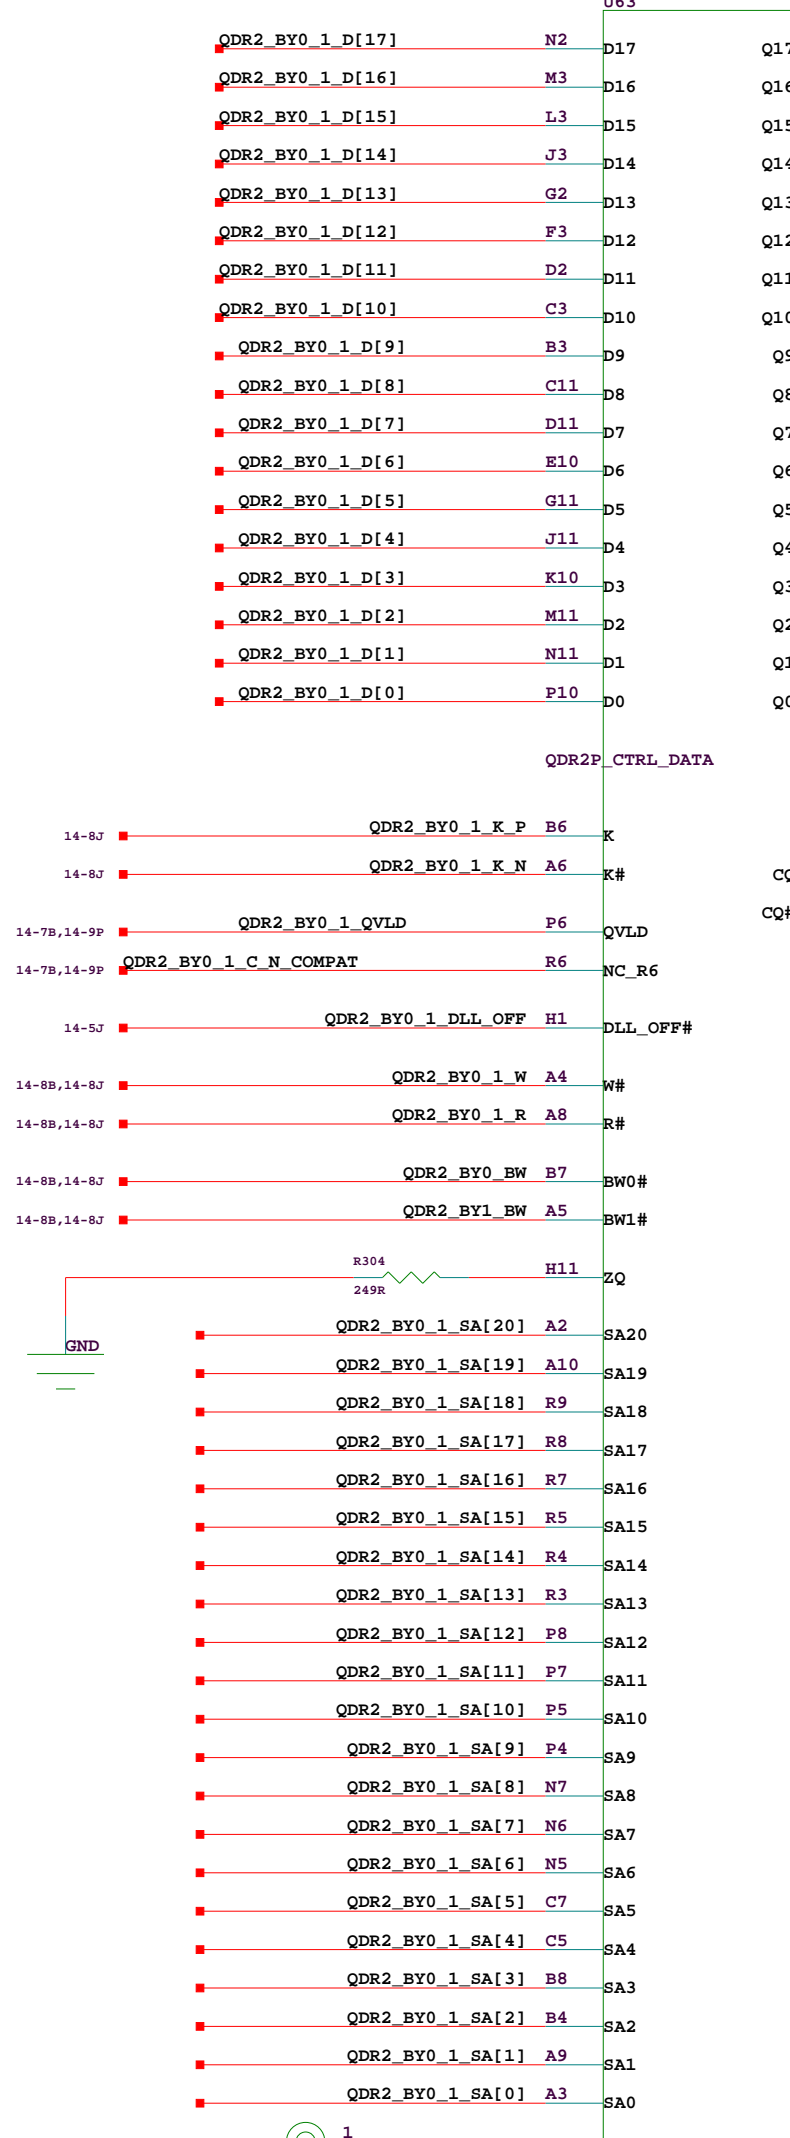 U63
QDR2_BY0_1_D[17] N2 D17 Q17
QDR2_BY0_1_D[16] M3 D16 Q16
QDR2_BY0_1_D[15] L3 D15 Q15
QDR2_BY0_1_D[14] J3 D14 Q14
QDR2_BY0_1_D[13] G2 D13 Q13
QDR2_BY0_1_D[12] F3 D12 Q12
QDR2_BY0_1_D[11] D2 D11 Q11
QDR2_BY0_1_D[10] C3 D10 Q10
QDR2_BY0_1_D[9] B3 D9 Q9
QDR2_BY0_1_D[8] C11 D8 Q8
QDR2_BY0_1_D[7] D11 D7 Q7
QDR2_BY0_1_D[6] E10 D6 Q6
QDR2_BY0_1_D[5] G11 D5 Q5
QDR2_BY0_1_D[4] J11 D4 Q4
QDR2_BY0_1_D[3] K10 D3 Q3
QDR2_BY0_1_D[2] M11 D2 Q2
QDR2_BY0_1_D[1] N11 D1 Q1
QDR2_BY0_1_D[0] P10 D0 Q0
QDR2P_CTRL_DATA
14-8J QDR2_BY0_1_K_P B6 K
14-8J QDR2_BY0_1_K_N A6 K# CQ
CQ#
14-7B,14-9P QDR2_BY0_1_QVLD P6 QVLD
14-7B,14-9P QDR2_BY0_1_C_N_COMPAT R6 NC_R6
14-5J QDR2_BY0_1_DLL_OFF H1 DLL_OFF#
14-8B,14-8J QDR2_BY0_1_W A4 W#
14-8B,14-8J QDR2_BY0_1_R A8 R#
14-8B,14-8J QDR2_BY0_BW B7 BW0#
14-8B,14-8J QDR2_BY1_BW A5 BW1#
R304 H11 ZQ
249R
GND
QDR2_BY0_1_SA[20] A2 SA20
QDR2_BY0_1_SA[19] A10 SA19
QDR2_BY0_1_SA[18] R9 SA18
QDR2_BY0_1_SA[17] R8 SA17
QDR2_BY0_1_SA[16] R7 SA16
QDR2_BY0_1_SA[15] R5 SA15
QDR2_BY0_1_SA[14] R4 SA14
QDR2_BY0_1_SA[13] R3 SA13
QDR2_BY0_1_SA[12] P8 SA12
QDR2_BY0_1_SA[11] P7 SA11
QDR2_BY0_1_SA[10] P5 SA10
QDR2_BY0_1_SA[9] P4 SA9
QDR2_BY0_1_SA[8] N7 SA8
QDR2_BY0_1_SA[7] N6 SA7
QDR2_BY0_1_SA[6] N5 SA6
QDR2_BY0_1_SA[5] C7 SA5
QDR2_BY0_1_SA[4] C5 SA4
QDR2_BY0_1_SA[3] B8 SA3
QDR2_BY0_1_SA[2] B4 SA2
QDR2_BY0_1_SA[1] A9 SA1
QDR2_BY0_1_SA[0] A3 SA0
1